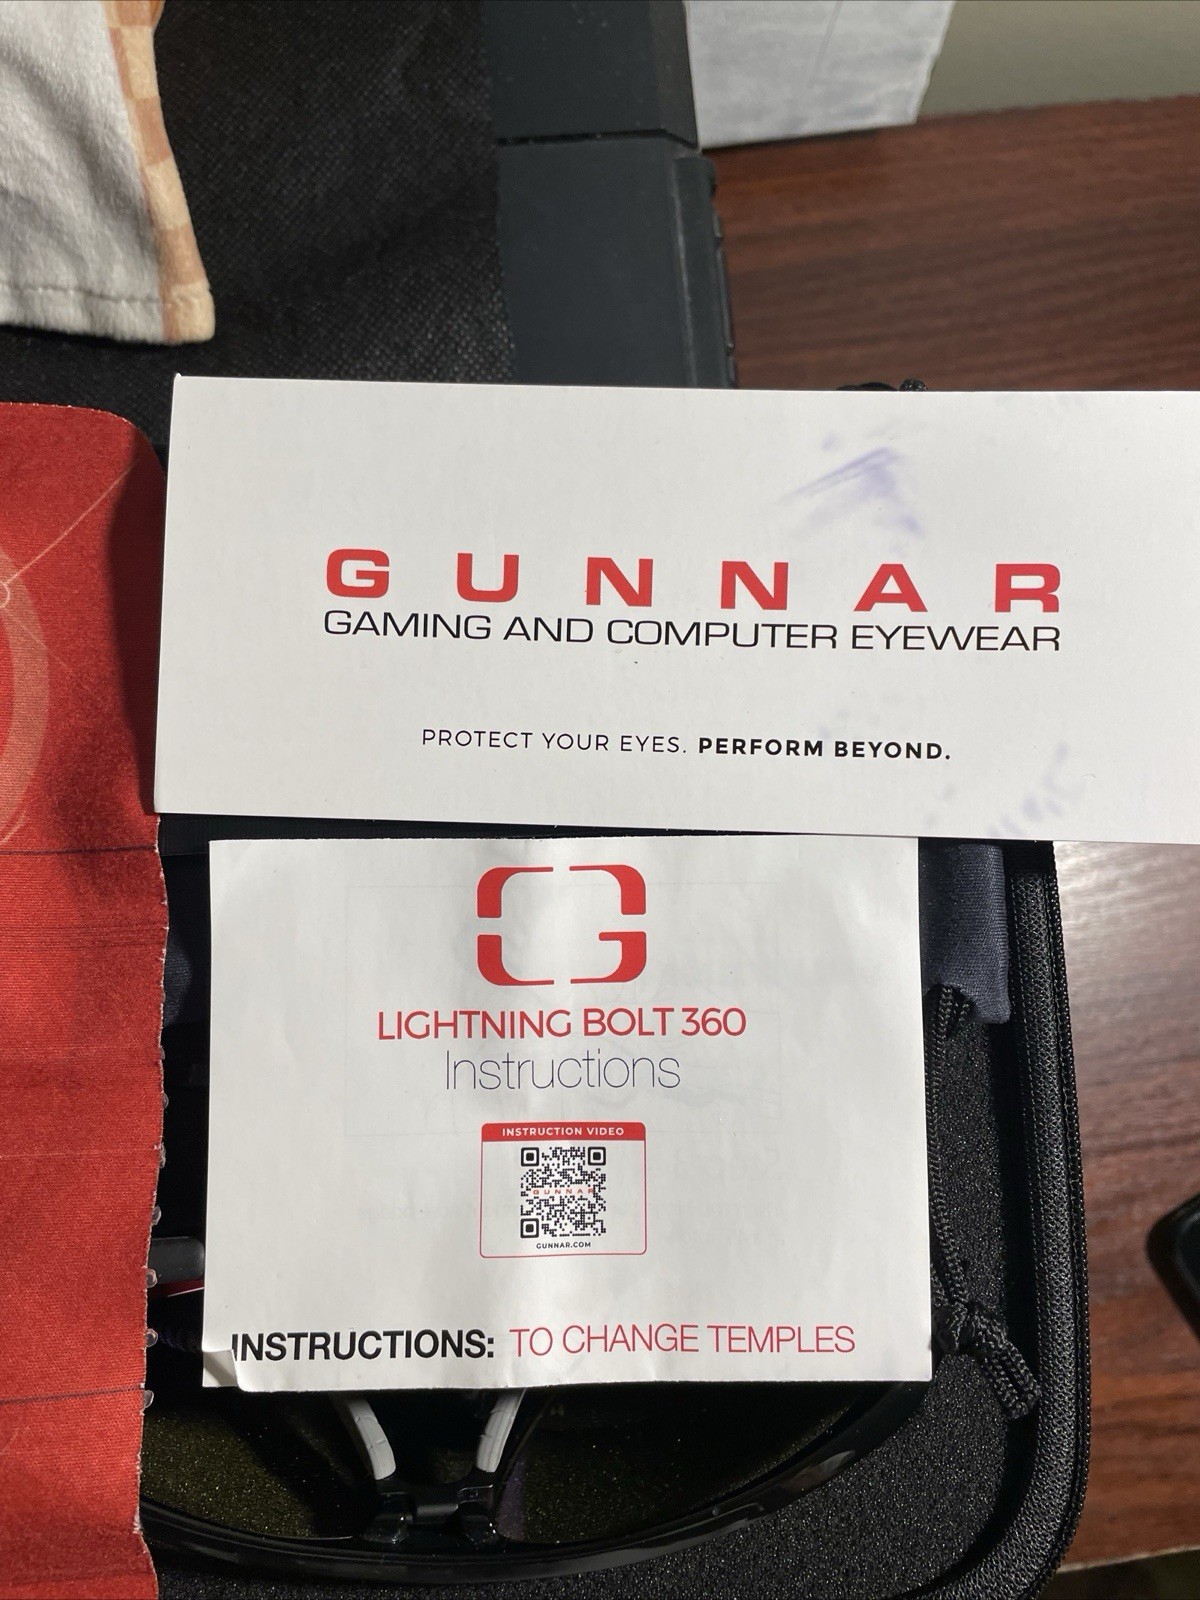 GUNNAR
GAMING AND COMPUTER EYEWEAR
PROTECT YOUR EYES. PERFORM BEYOND.
LIGHTNING BOLT 360
Instructions
INSTRUCTION VIDEO
GUNNAR
GUNNAR.COM
INSTRUCTIONS: TO CHANGE TEMPLES